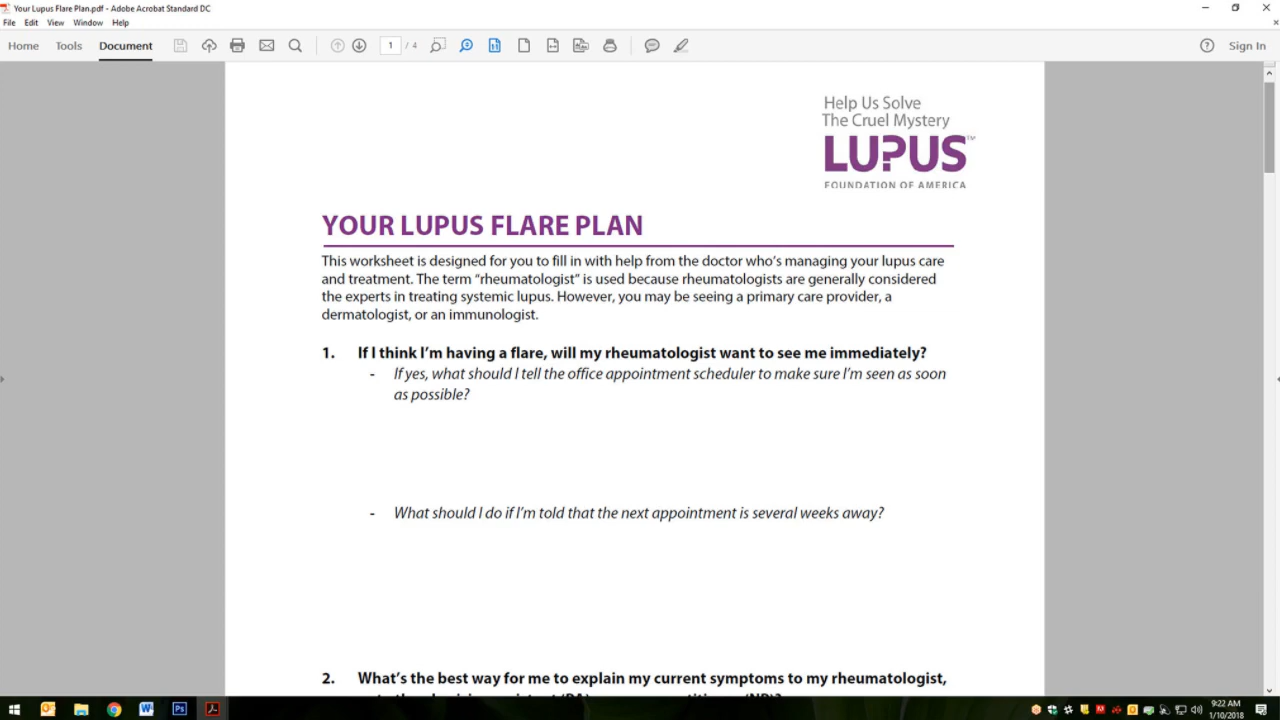 Your Lupus Flare Plan.pdf - Adobe Acrobat Standard DC
File Edit View Window Help
Home Tools Document 1 / 4 Sign In
Help Us Solve
The Cruel Mystery
LUPUS™
FOUNDATION OF AMERICA
YOUR LUPUS FLARE PLAN
This worksheet is designed for you to fill in with help from the doctor who's managing your lupus care
and treatment. The term “rheumatologist” is used because rheumatologists are generally considered
the experts in treating systemic lupus. However, you may be seeing a primary care provider, a
dermatologist, or an immunologist.
1. If I think I'm having a flare, will my rheumatologist want to see me immediately?
- If yes, what should I tell the office appointment scheduler to make sure I'm seen as soon
as possible?
- What should I do if I'm told that the next appointment is several weeks away?
2. What's the best way for me to explain my current symptoms to my rheumatologist,
9:22 AM
1/10/2018